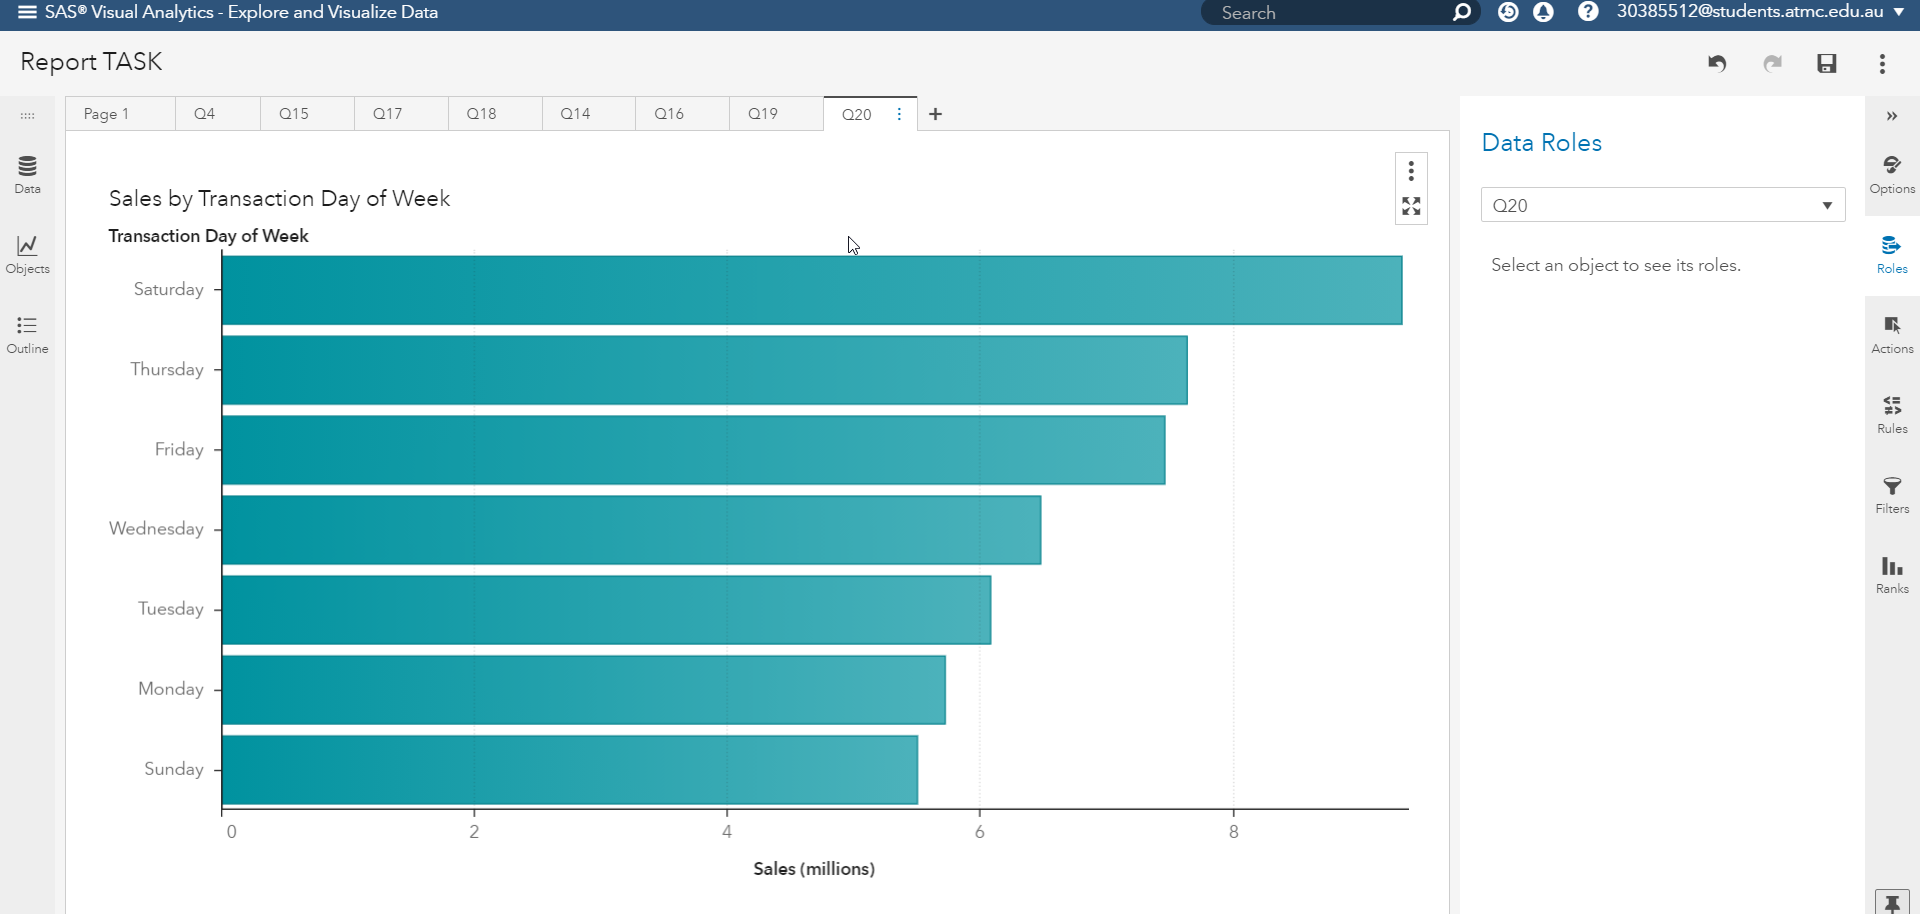 SAS® Visual Analytics - Explore and Visualize Data
Search
30385512@students.atmc.edu.au
Report TASK
Page 1
Q4
Q15
Q17
Q18
Q14
Q16
Q19
Q20
Data
Objects
Outline
Sales by Transaction Day of Week
Transaction Day of Week
Saturday
Thursday
Friday
Wednesday
Tuesday
Monday
Sunday
0 2 4 6 8
Sales (millions)
Data Roles
Q20
Select an object to see its roles.
Options
Roles
Actions
Rules
Filters
Ranks